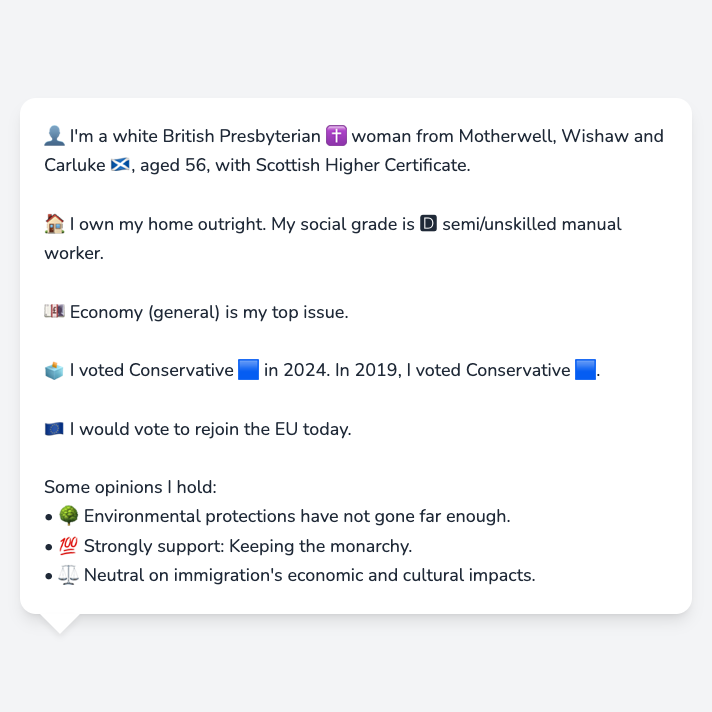 👤 I'm a white British Presbyterian ✝️ woman from Motherwell, Wishaw and
Carluke 🏴󠁧󠁢󠁳󠁣󠁴󠁿, aged 56, with Scottish Higher Certificate.
🏠 I own my home outright. My social grade is 🅳 semi/unskilled manual
worker.
💷 Economy (general) is my top issue.
🗳️ I voted Conservative 🟦 in 2024. In 2019, I voted Conservative 🟦.
🇪🇺 I would vote to rejoin the EU today.
Some opinions I hold:
• 🌳 Environmental protections have not gone far enough.
• 💯 Strongly support: Keeping the monarchy.
• ⚖️ Neutral on immigration's economic and cultural impacts.